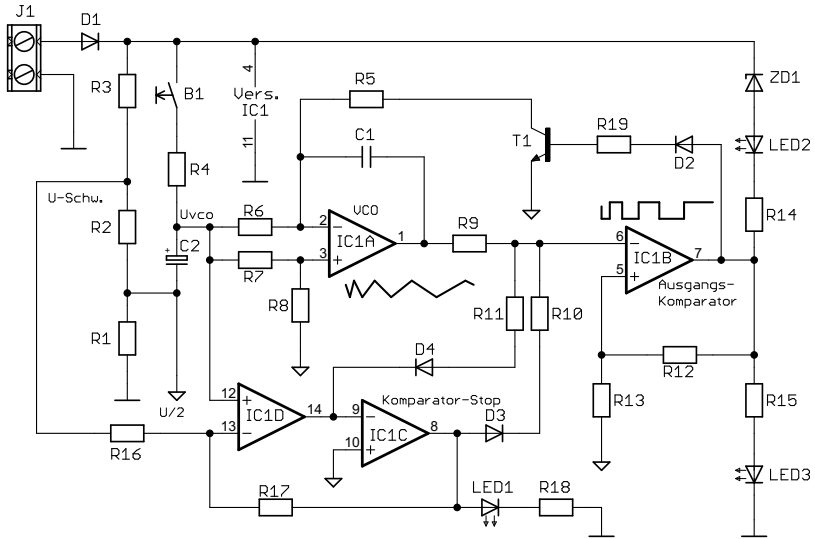 J1
D1
R3
B1
4
Vers.
IC1
11
R5
C1
T1
R19
D2
ZD1
LED2
R4
U-Schw.
R2
Uvco
+
C2
R6
R7
R8
VCO
2
−
3
+
IC1A
1
R9
6
−
5
+
IC1B
7
R14
Ausgangs-
Komparator
R1
U/2
R11
R10
D4
R12
R13
R15
12
+
13
−
IC1D
14
Komparator-Stop
9
−
10
+
IC1C
8
D3
R16
R17
LED1
R18
LED3